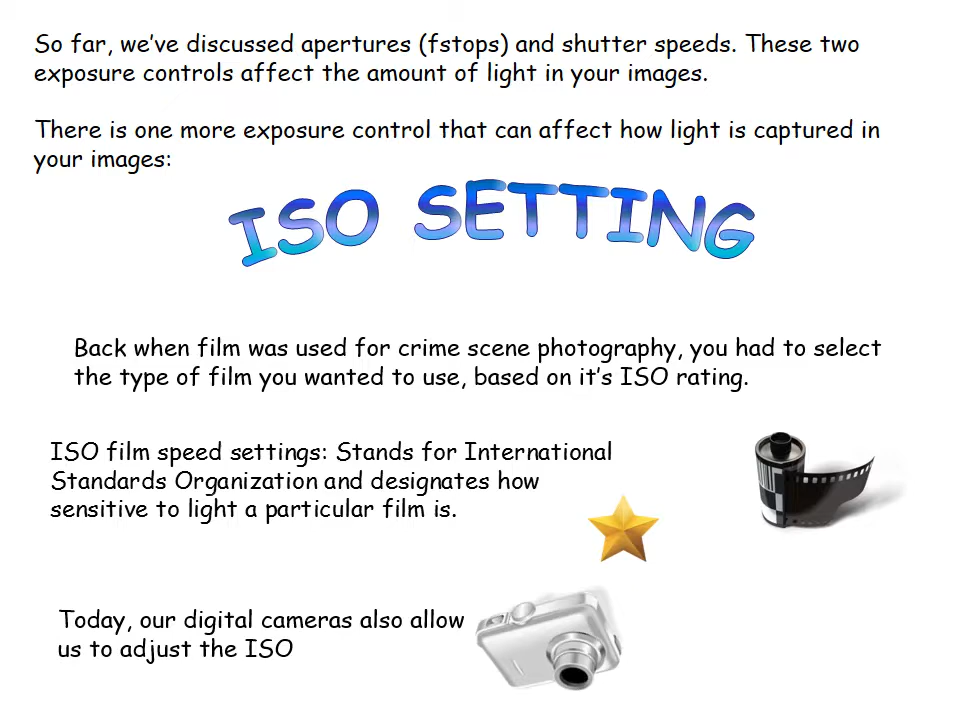 So far, we’ve discussed apertures (fstops) and shutter speeds. These two
exposure controls affect the amount of light in your images.
There is one more exposure control that can affect how light is captured in
your images:
ISO SETTING
Back when film was used for crime scene photography, you had to select
the type of film you wanted to use, based on it’s ISO rating.
ISO film speed settings: Stands for International
Standards Organization and designates how
sensitive to light a particular film is.
Today, our digital cameras also allow
us to adjust the ISO